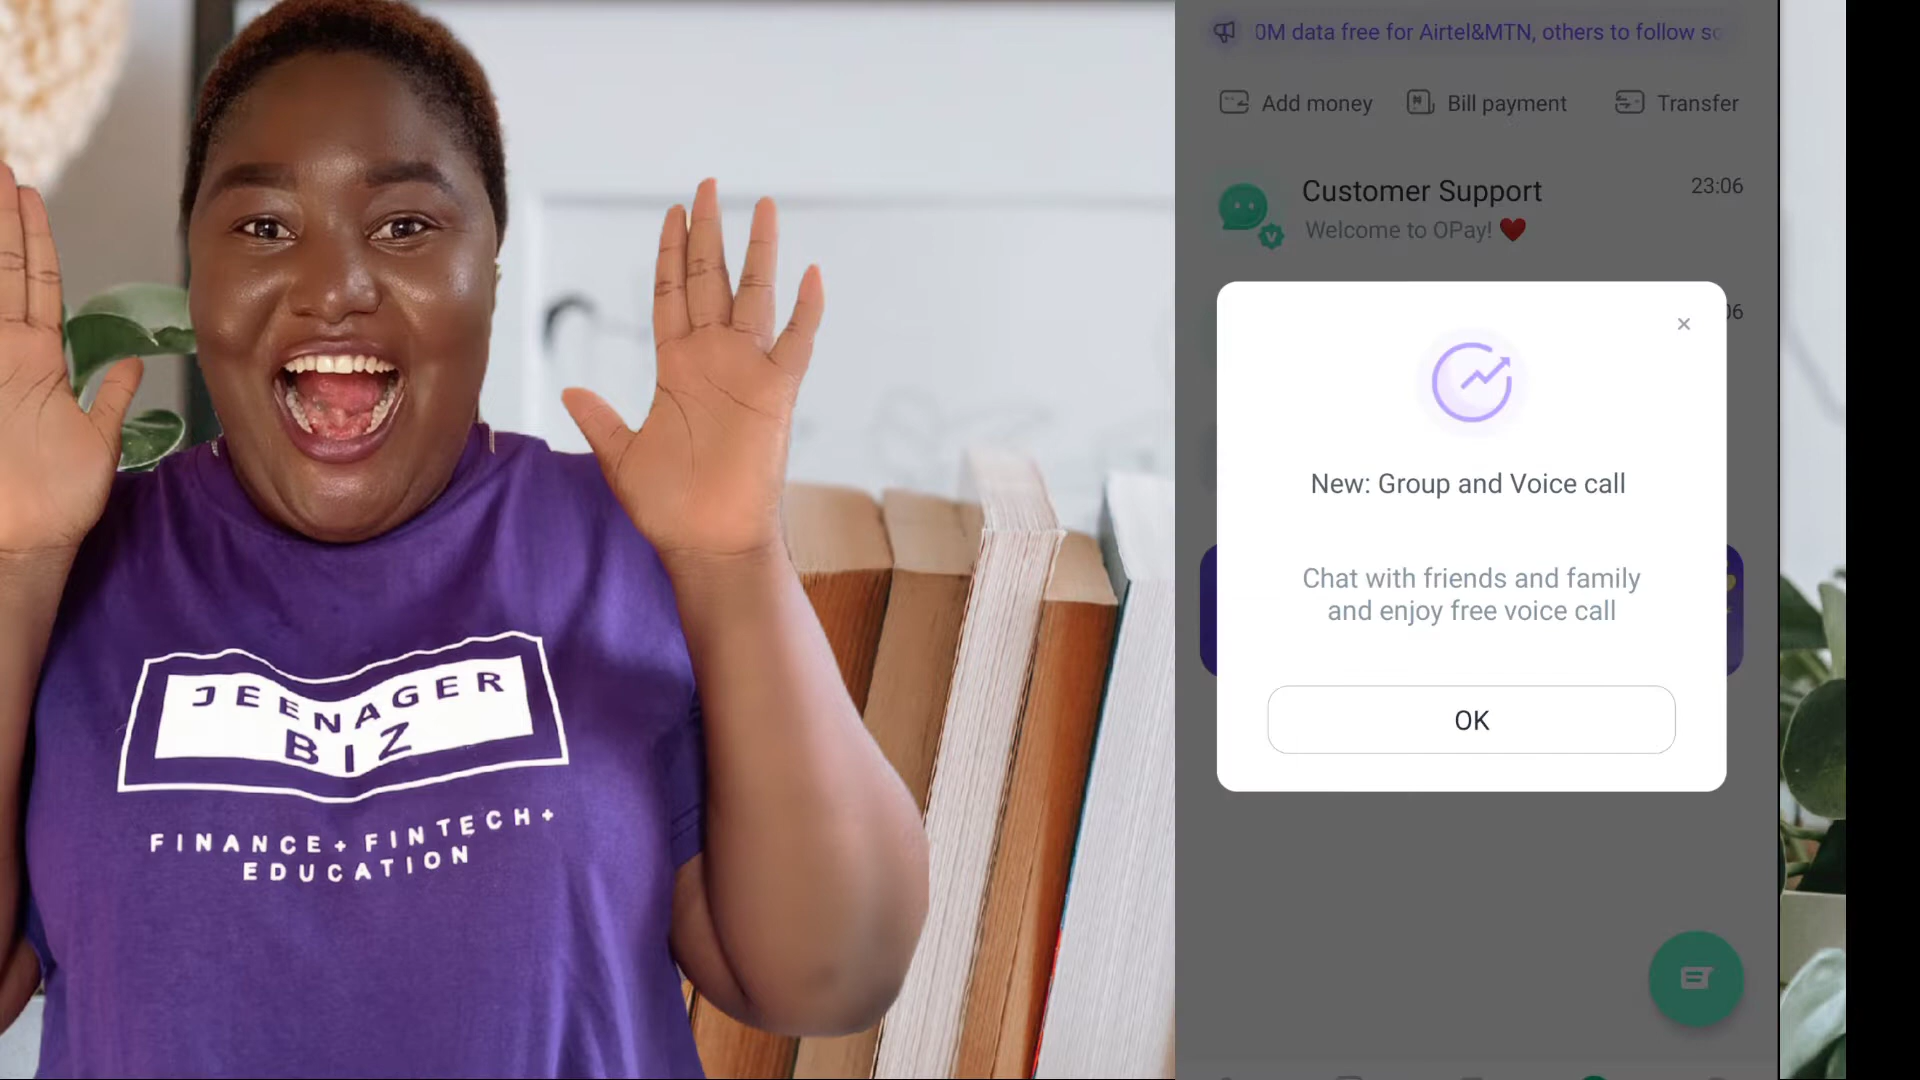 JEENAGER
BIZ
FINANCE+ FINTECH+
EDUCATION
0M data free for Airtel&MTN, others to follow
Add money
Bill payment
Transfer
Customer Support
23:06
Welcome to OPay! ❤️
06
New: Group and Voice call
Chat with friends and family
and enjoy free voice call
OK